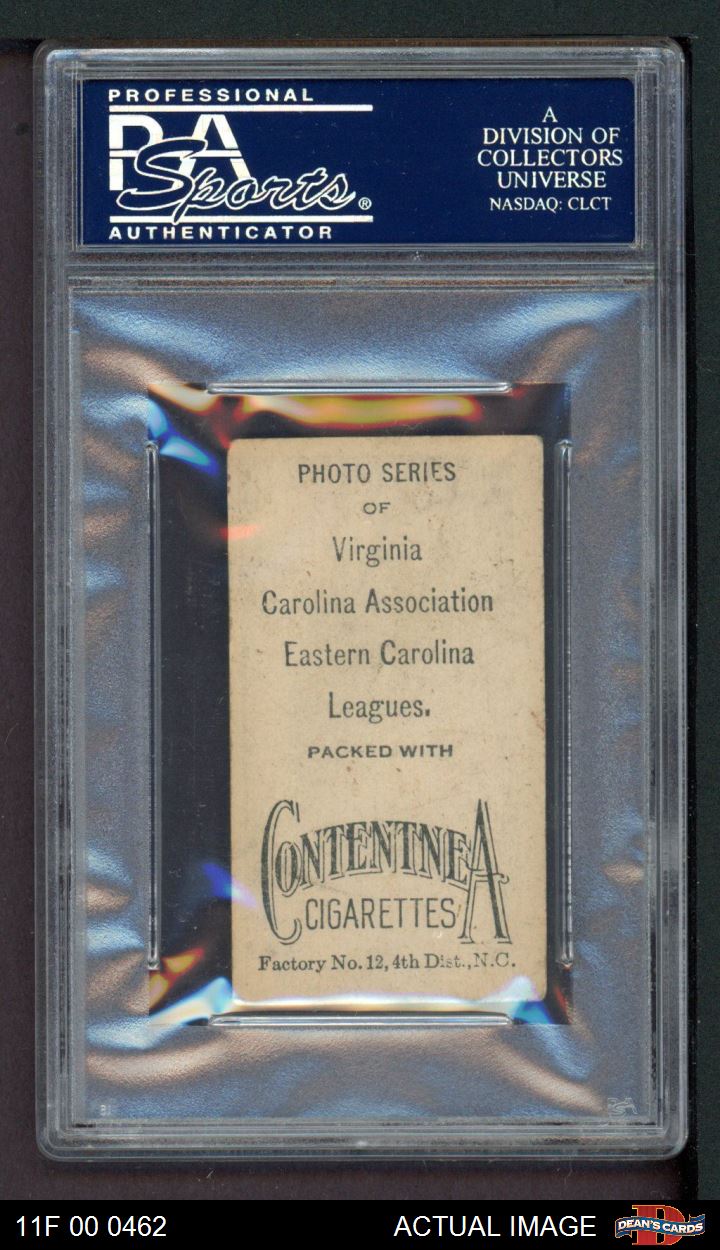 PROFESSIONAL
PSA
Sports®
AUTHENTICATOR
A
DIVISION OF
COLLECTORS
UNIVERSE
NASDAQ: CLCT
PHOTO SERIES
OF
Virginia
Carolina Association
Eastern Carolina
Leagues.
PACKED WITH
CONTENTNEA
CIGARETTES
Factory No. 12, 4th Dist., N.C.
PSA
11F 00 0462
ACTUAL IMAGE
D
DEAN'S CARDS